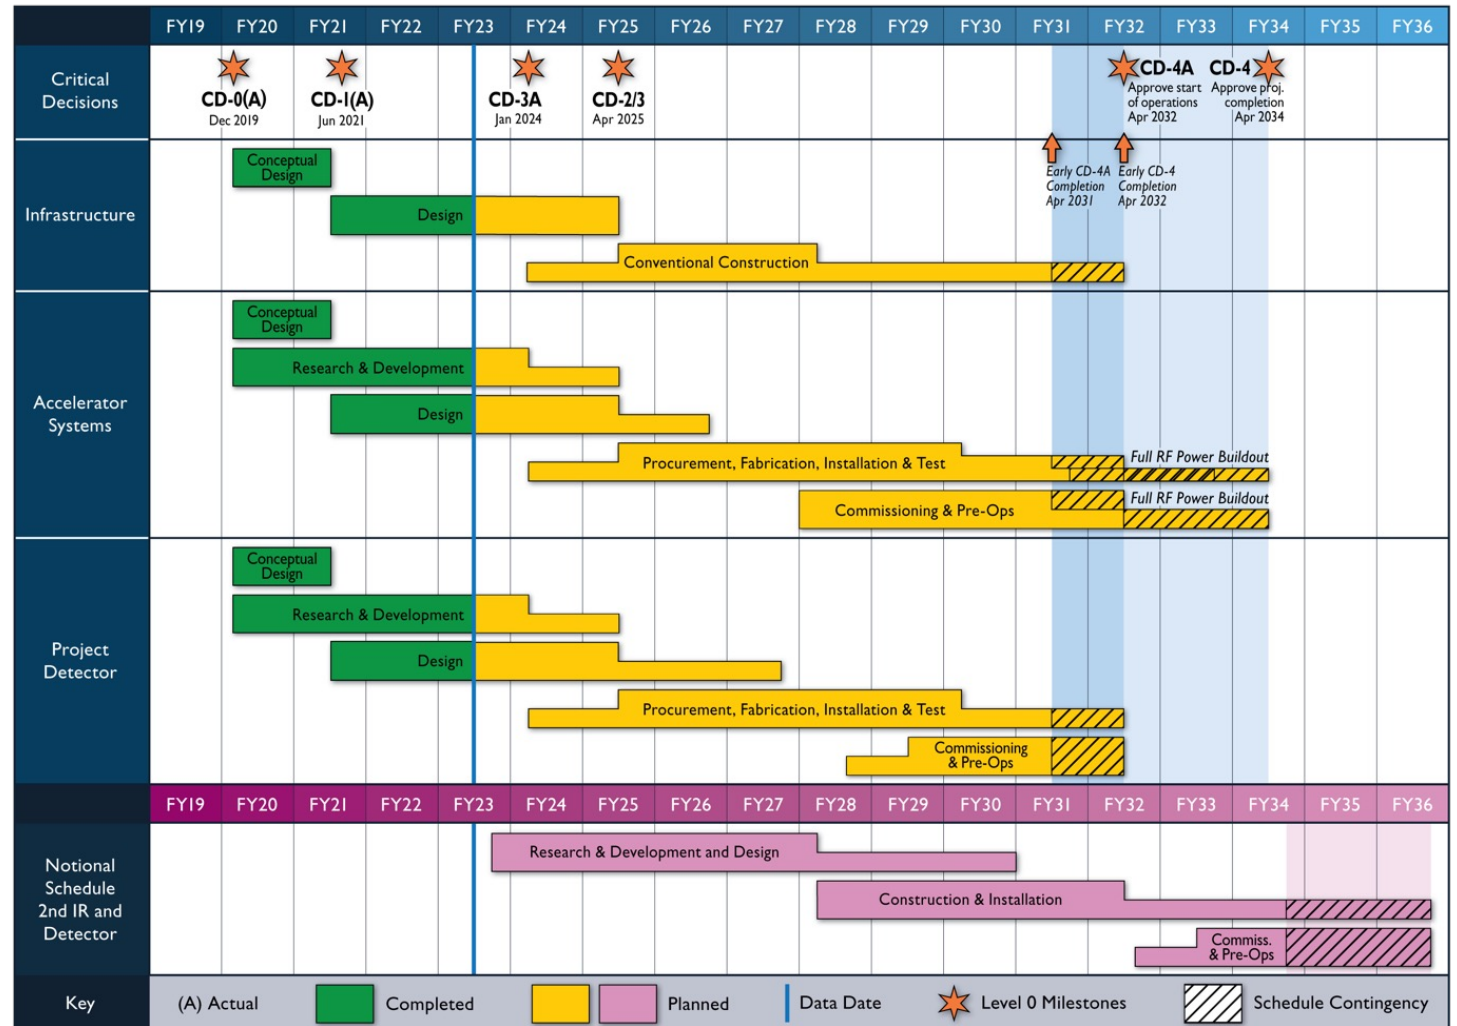 FY19 FY20 FY21 FY22 FY23 FY24 FY25 FY26 FY27 FY28 FY29 FY30 FY31 FY32 FY33 FY34 FY35 FY36
Critical
Decisions
CD-0(A)
Dec 2019
CD-1(A)
Jun 2021
CD-3A
Jan 2024
CD-2/3
Apr 2025
CD-4A
Approve start
of operations
Apr 2032
CD-4
Approve proj.
completion
Apr 2034
Infrastructure
Early CD-4A
Completion
Apr 2031
Early CD-4
Completion
Apr 2032
Conceptual
Design
Design
Conventional Construction
Accelerator
Systems
Conceptual
Design
Research & Development
Design
Procurement, Fabrication, Installation & Test
Full RF Power Buildout
Commissioning & Pre-Ops
Full RF Power Buildout
Project
Detector
Conceptual
Design
Research & Development
Design
Procurement, Fabrication, Installation & Test
Commissioning
& Pre-Ops
FY19 FY20 FY21 FY22 FY23 FY24 FY25 FY26 FY27 FY28 FY29 FY30 FY31 FY32 FY33 FY34 FY35 FY36
Notional
Schedule
2nd IR and
Detector
Research & Development and Design
Construction & Installation
Commiss.
& Pre-Ops
Key
(A) Actual
Completed
Planned
Data Date
Level 0 Milestones
Schedule Contingency